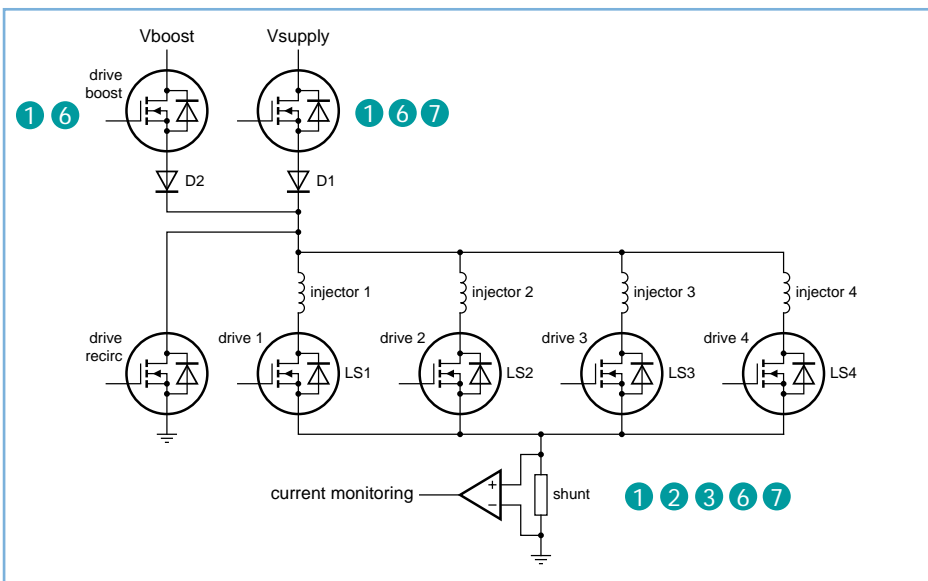 Vboost Vsupply
drive
boost
1 6
1 6 7
D2 D1
injector 1 injector 2 injector 3 injector 4
drive
recirc
drive 1 drive 2 drive 3 drive 4
LS1 LS2 LS3 LS4
current monitoring
+
−
shunt
1 2 3 6 7